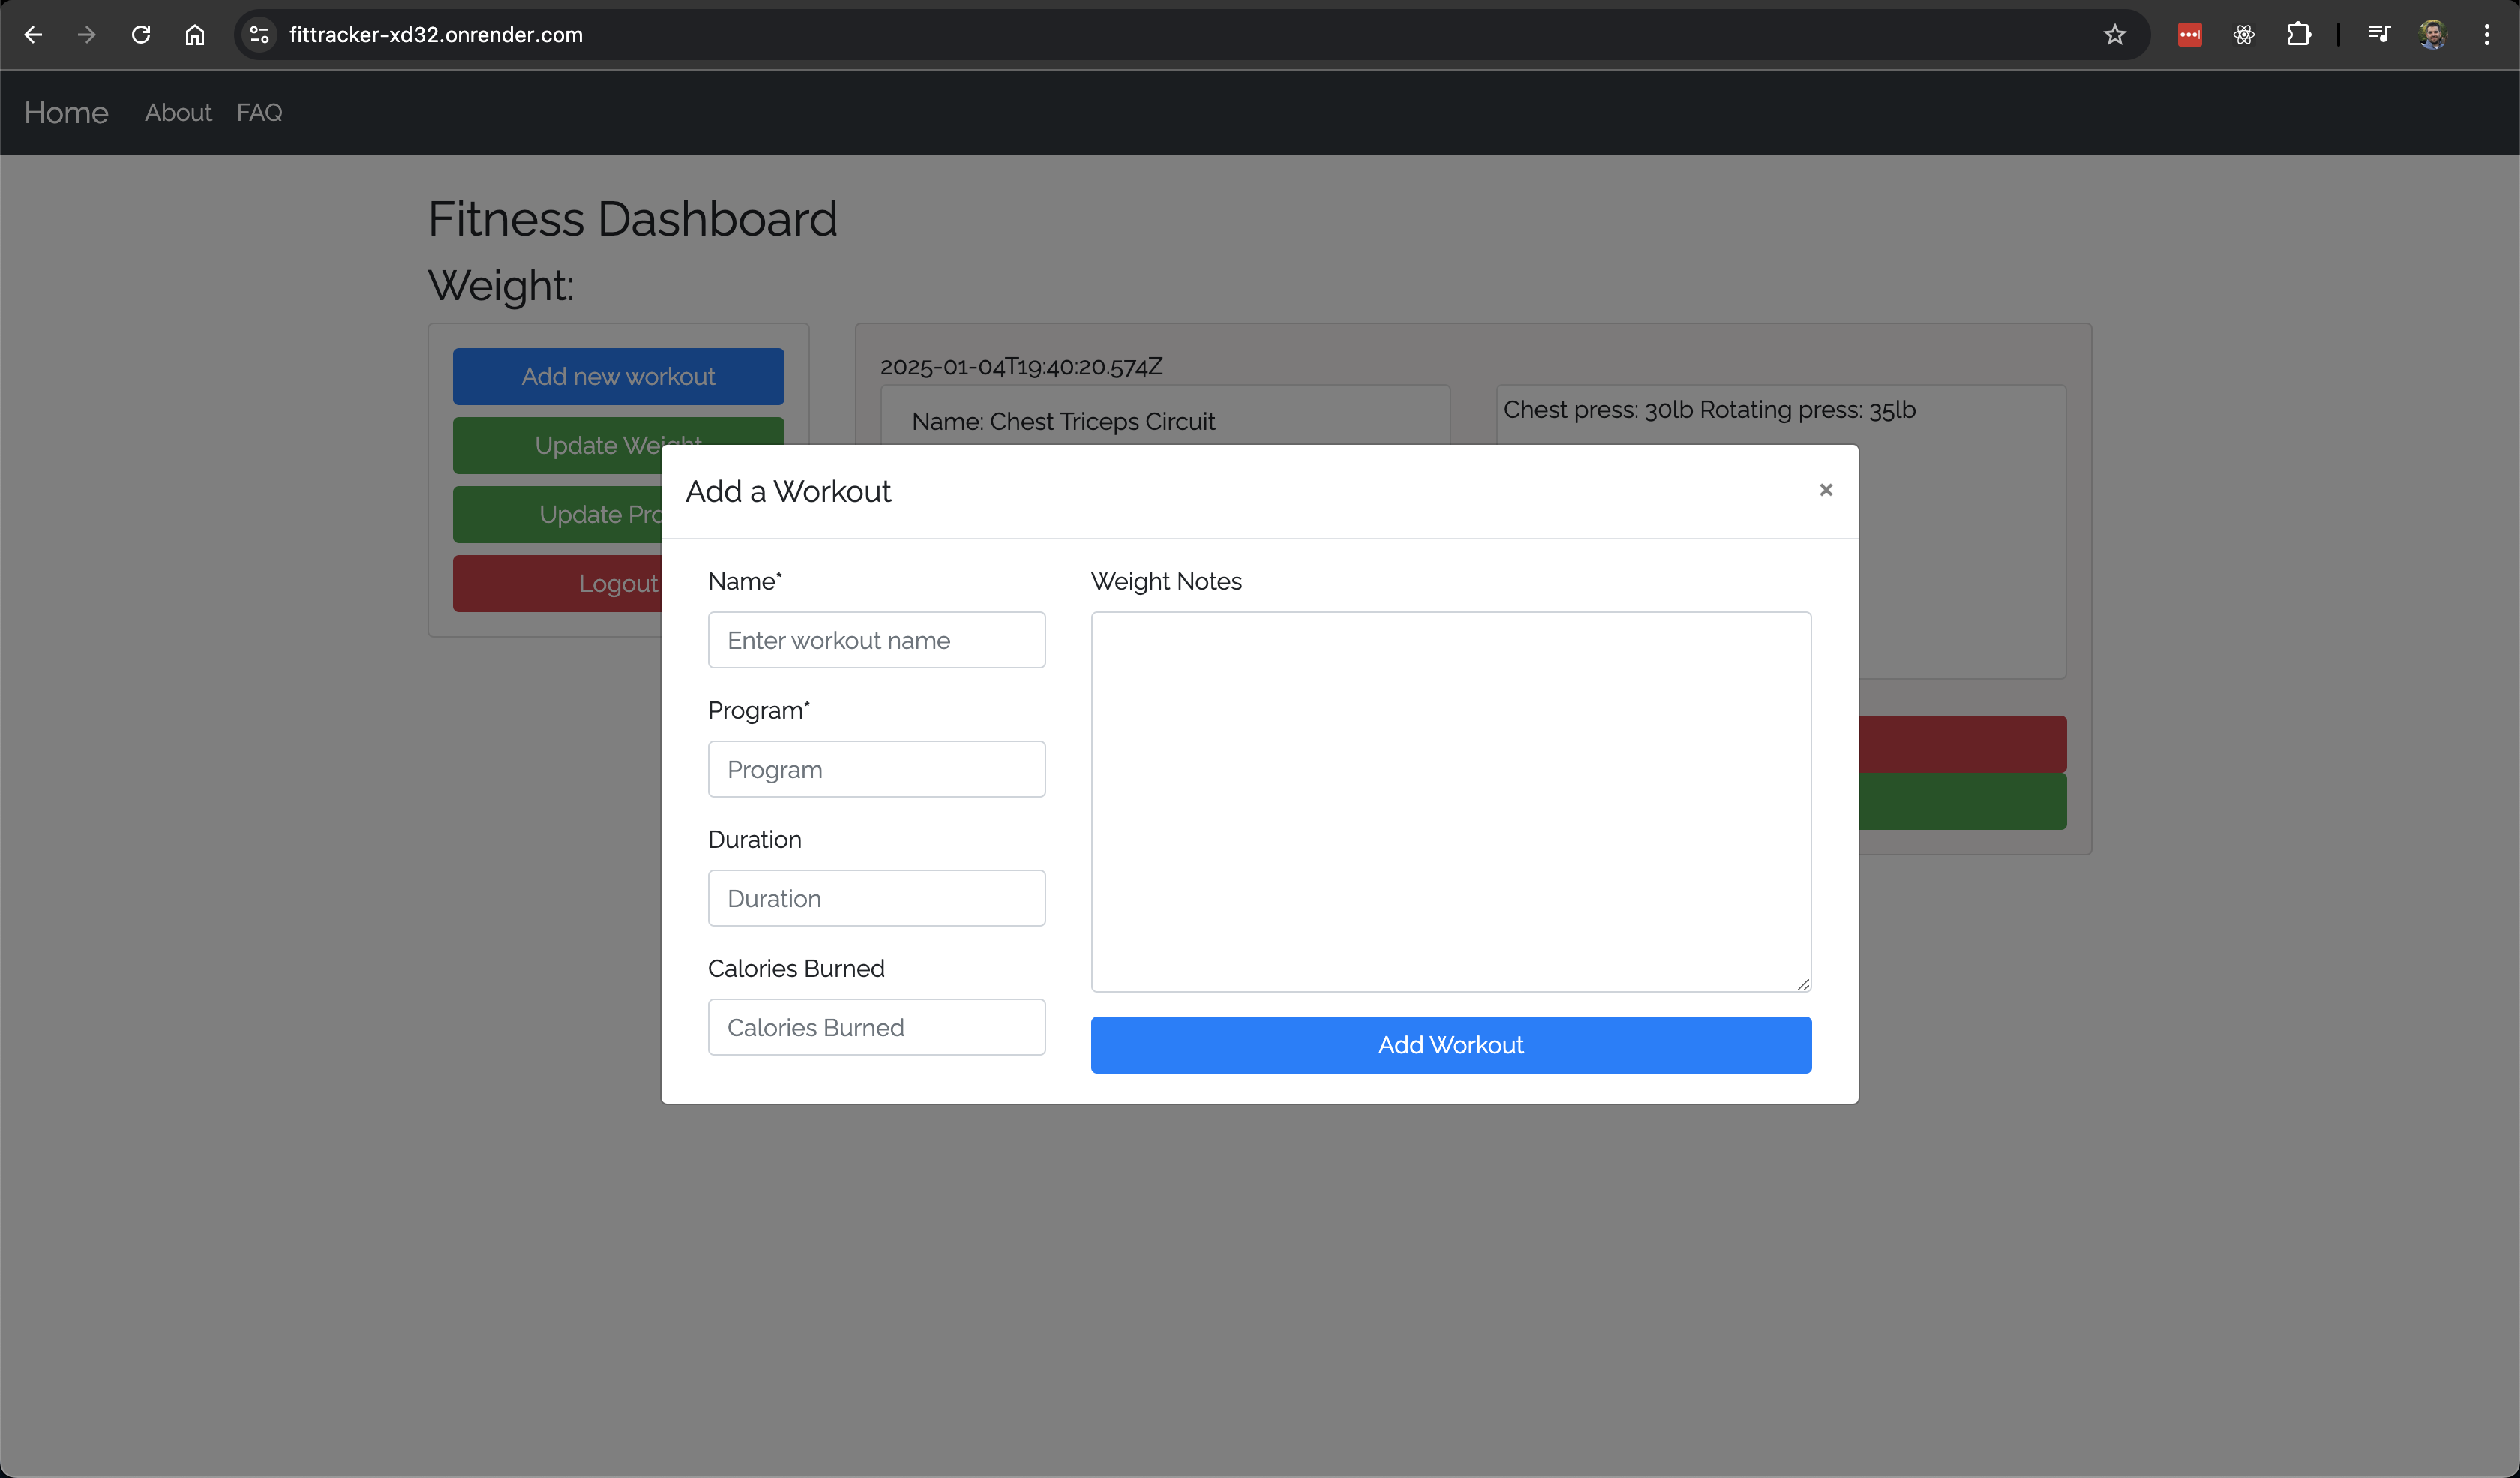 fittracker-xd32.onrender.com
Home About FAQ
Fitness Dashboard
Weight:
Add new workout
Update
Update
Logout
2025-01-04T19:40:20.574Z
Name: Chest Triceps Circuit
Chest press: 30lb Rotating press: 35lb
Add a Workout
×
Name*
Enter workout name
Program*
Program
Duration
Duration
Calories Burned
Calories Burned
Weight Notes
Add Workout